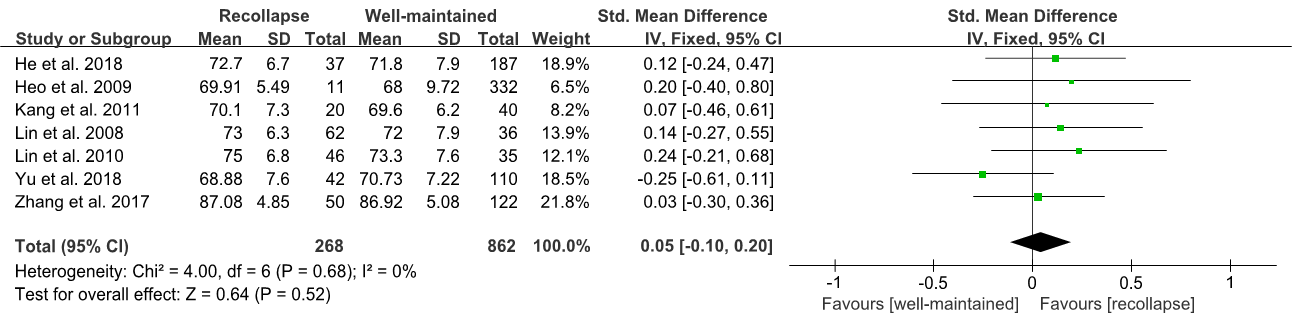 Recollapse Well-maintained Std. Mean Difference Std. Mean Difference
Study or Subgroup Mean SD Total Mean SD Total Weight IV, Fixed, 95% CI IV, Fixed, 95% CI
He et al. 2018 72.7 6.7 37 71.8 7.9 187 18.9% 0.12 [-0.24, 0.47]
Heo et al. 2009 69.91 5.49 11 68 9.72 332 6.5% 0.20 [-0.40, 0.80]
Kang et al. 2011 70.1 7.3 20 69.6 6.2 40 8.2% 0.07 [-0.46, 0.61]
Lin et al. 2008 73 6.3 62 72 7.9 36 13.9% 0.14 [-0.27, 0.55]
Lin et al. 2010 75 6.8 46 73.3 7.6 35 12.1% 0.24 [-0.21, 0.68]
Yu et al. 2018 68.88 7.6 42 70.73 7.22 110 18.5% -0.25 [-0.61, 0.11]
Zhang et al. 2017 87.08 4.85 50 86.92 5.08 122 21.8% 0.03 [-0.30, 0.36]
Total (95% CI) 268 862 100.0% 0.05 [-0.10, 0.20]
Heterogeneity: Chi² = 4.00, df = 6 (P = 0.68); I² = 0%
Test for overall effect: Z = 0.64 (P = 0.52)
-1 -0.5 0 0.5 1
Favours [well-maintained] Favours [recollapse]